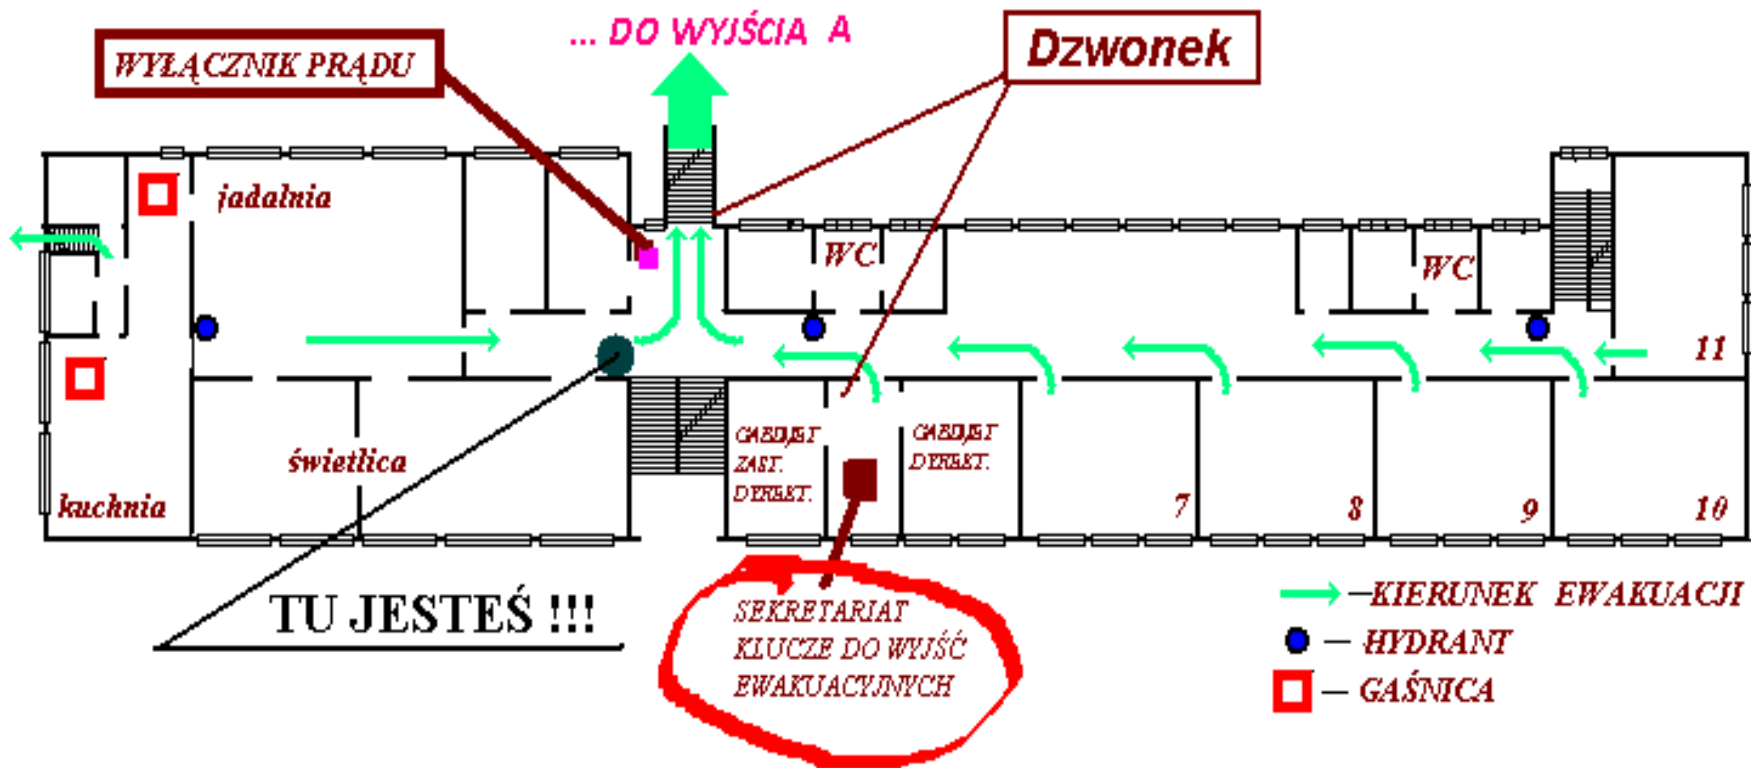 ... DO WYJŚCIA A
WYŁĄCZNIK PRĄDU
Dzwonek
jadalnia
WC
WC
11
świetlica
kuchnia
GABINET
ZAST.
DYREKT.
GABINET
DYREKT.
7
8
9
10
TU JESTEŚ !!!
SEKRETARIAT
KLUCZE DO WYJŚĆ
EWAKUACYJNYCH
– KIERUNEK EWAKUACJI
– HYDRANT
– GAŚNICA